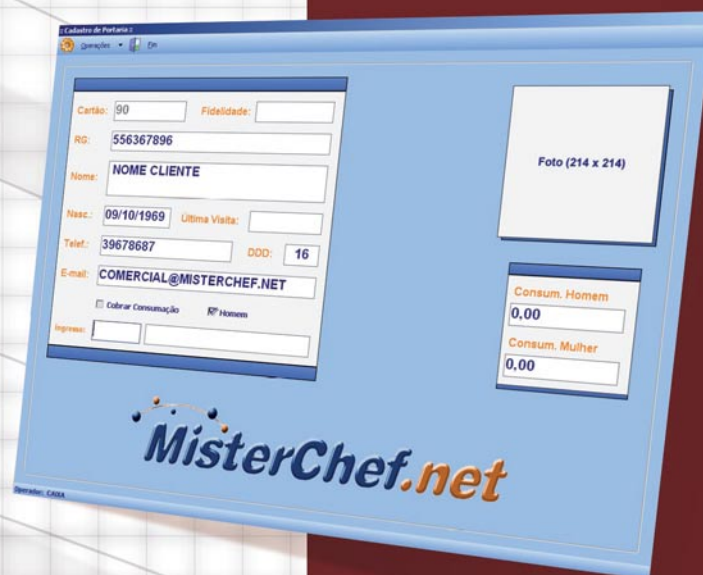 :: Cadastro de Portaria ::
Operações Fim
Cartão: 90 Fidelidade:
RG: 556367896
Nome: NOME CLIENTE
Nasc.: 09/10/1969 Última Visita:
Telef.: 39678687 DDD: 16
E-mail: COMERCIAL@MISTERCHEF.NET
Cobrar Consumação Homem
Ingresso:
Foto (214 x 214)
Consum. Homem
0,00
Consum. Mulher
0,00
MisterChef.net
Operador: CAIXA